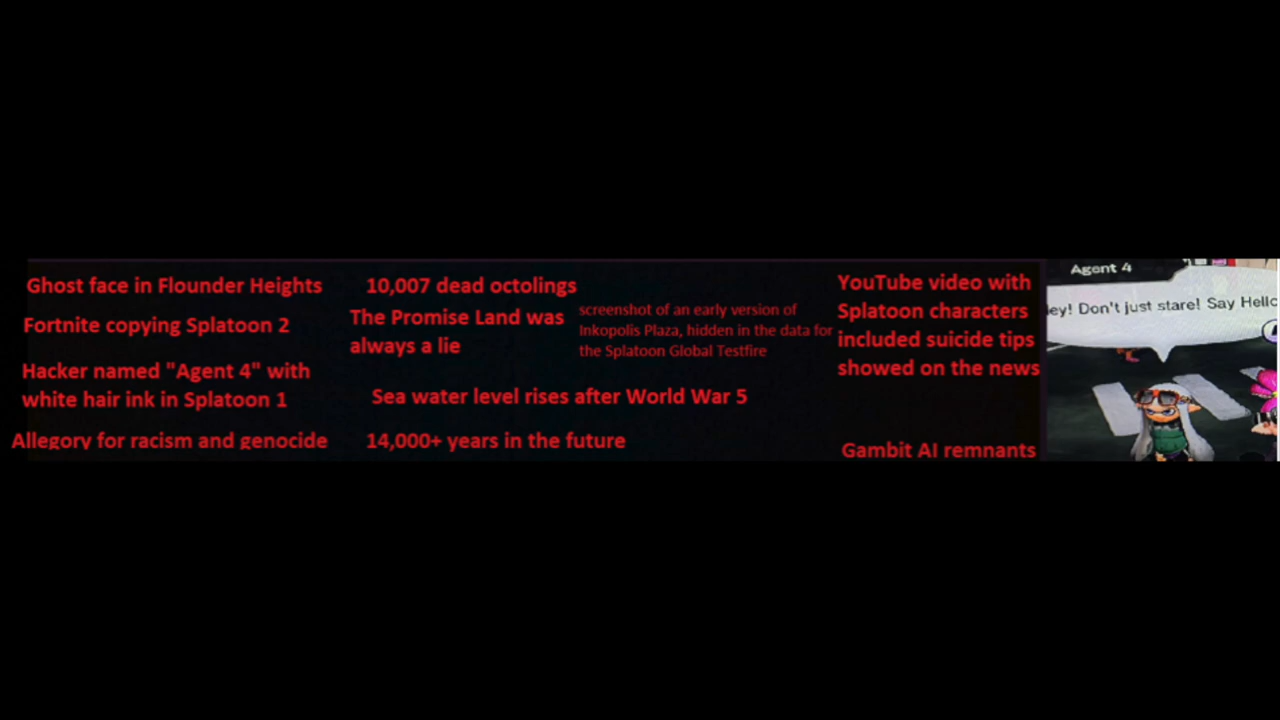 Ghost face in Flounder Heights
Fortnite copying Splatoon 2
Hacker named "Agent 4" with
white hair ink in Splatoon 1
Allegory for racism and genocide
10,007 dead octolings
The Promise Land was
always a lie
screenshot of an early version of
Inkopolis Plaza, hidden in the data for
the Splatoon Global Testfire
Sea water level rises after World War 5
14,000+ years in the future
YouTube video with
Splatoon characters
included suicide tips
showed on the news
Gambit AI remnants
Agent 4
ey! Don't just stare! Say Hello